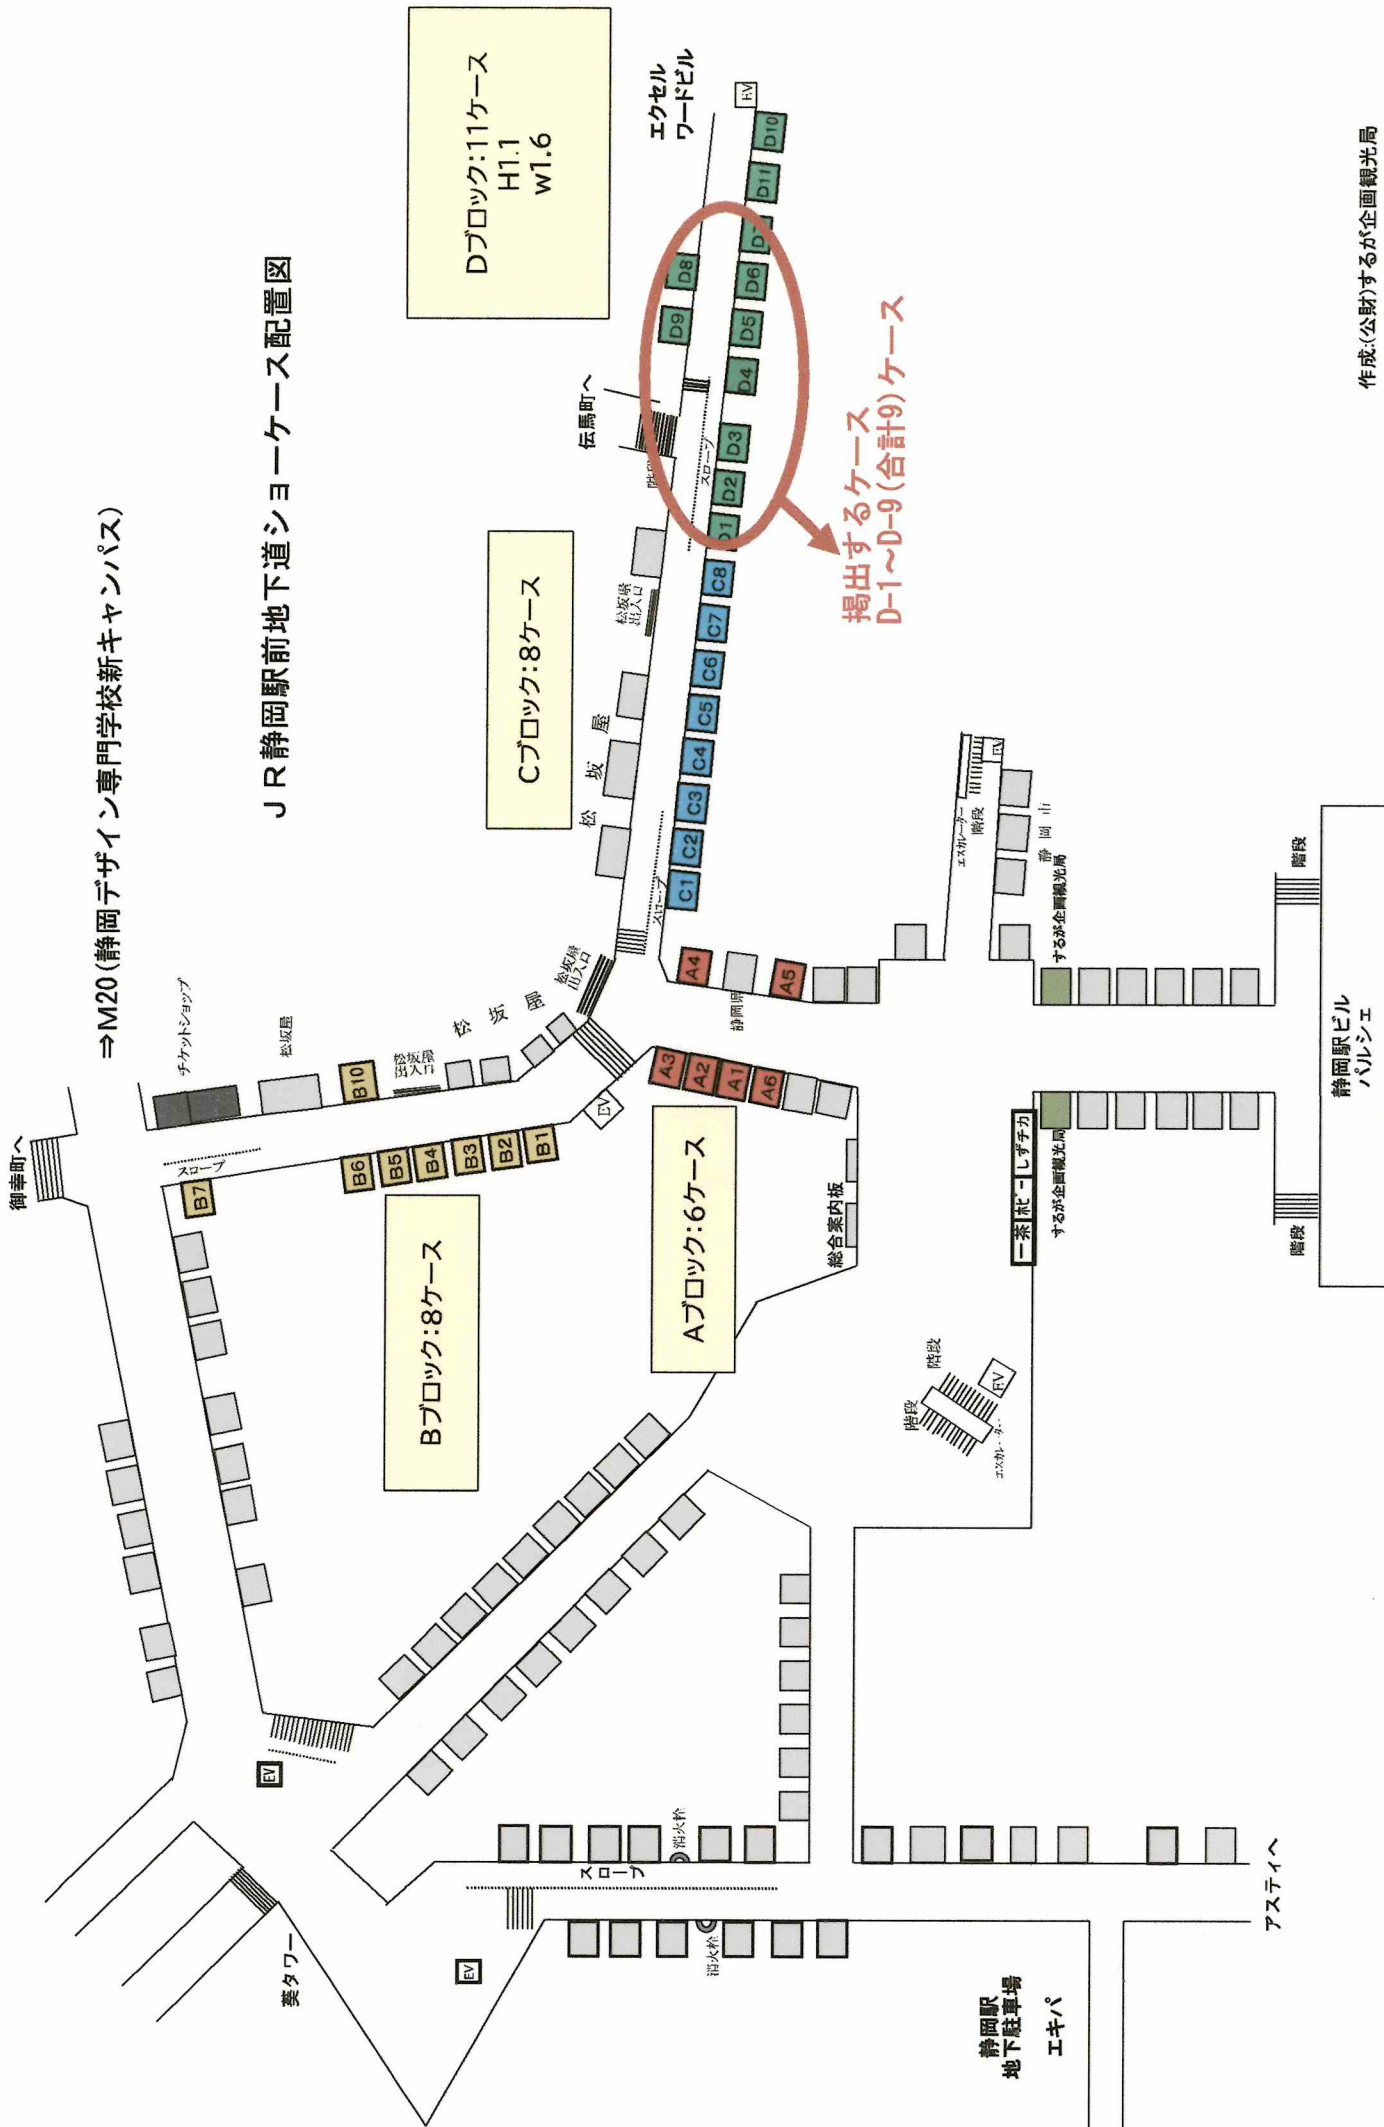 ⇒M20(静岡デザイン専門学校新キャンパス)
ＪＲ静岡駅前地下道ショーケース配置図
Dブロック:11ケース
H1.1
w1.6
Cブロック:8ケース
Bブロック:8ケース
Aブロック:6ケース
エクセル
ワードビル
EV
D10
D11
D7
D6
D5
D4
D3
D2
D1
D8
D9
伝馬町へ
階段
スロープ
掲出するケース
D-1～D-9(合計9)ケース
C8
C7
C6
C5
C4
C3
C2
C1
松坂屋
出入口
松 坂 屋
スロープ
松坂屋
出入口
松 坂 屋
松坂屋
出入口
B10
松坂屋
チケットショップ
御幸町へ
スロープ
B7
B6
B5
B4
B3
B2
B1
EV
A3
A2
A1
A6
A4
静岡県
A5
総合案内板
エスカレーター
階段
EV
静岡市
するが企画観光局
一茶
ホビー
しずチカ
するが企画観光局
階段
階段
静岡駅ビル
パルシェ
階段
階段
エスカレーター
EV
EV
葵タワー
EV
スロープ
消火栓
消火栓
アスティへ
静岡駅
地下駐車場
エキパ
作成:(公財)するが企画観光局